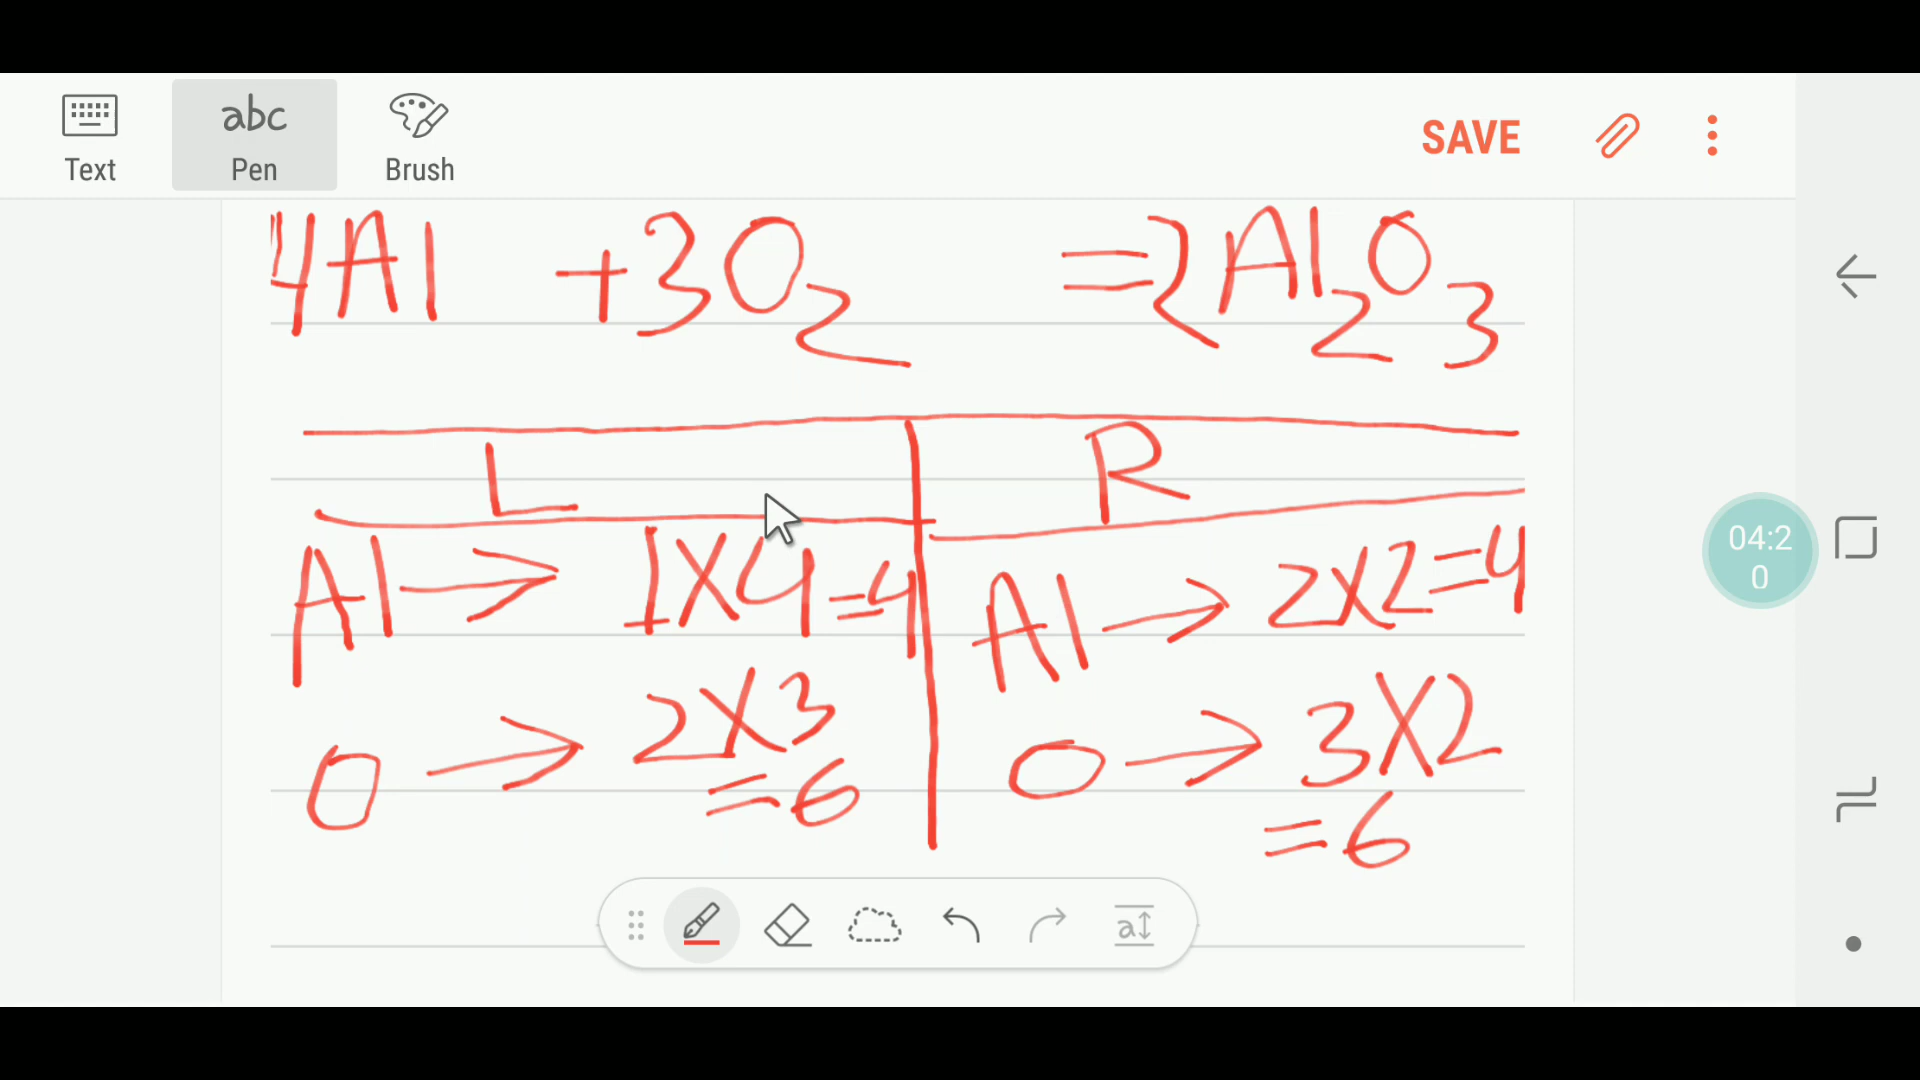 abc
SAVE
Text Pen Brush
4Al +3O2 =2Al2O3
L R
Al→ 1X4=4 Al→ 2X2=4
O→ 2X3 O→ 3X2
=6 =6
04:2
0
a